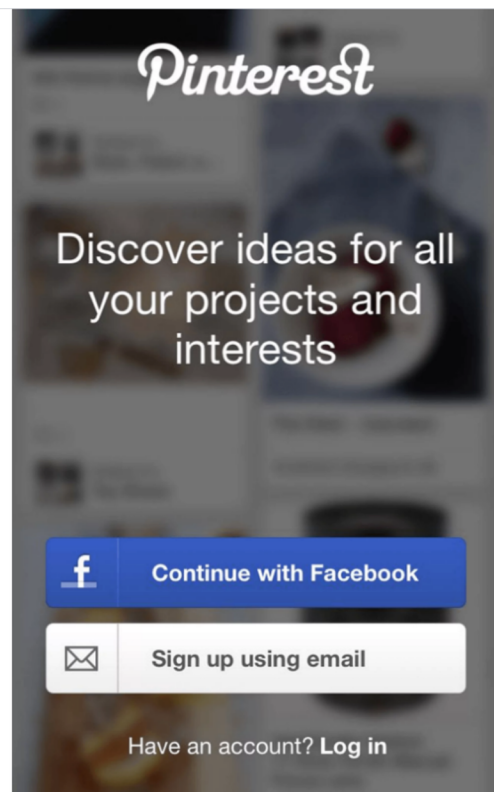 Pinterest
Discover ideas for all
your projects and
interests
Continue with Facebook
Sign up using email
Have an account? Log in